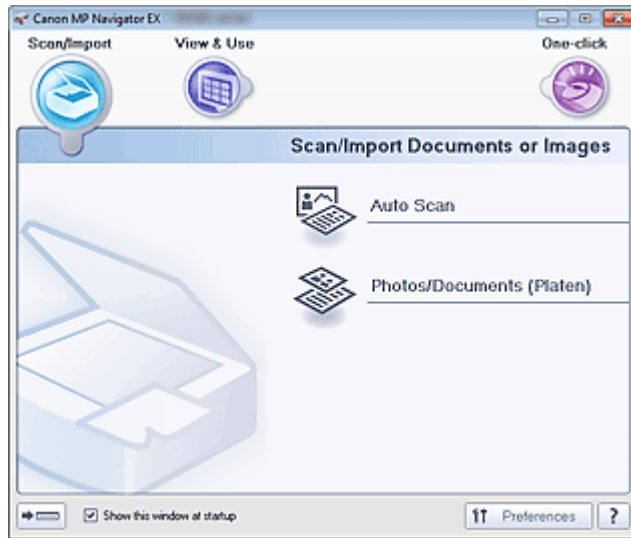 Canon MP Navigator EX
Scan/Import
View & Use
One-click
Scan/Import Documents or Images
Auto Scan
Photos/Documents (Platen)
Show this window at startup
Preferences
?